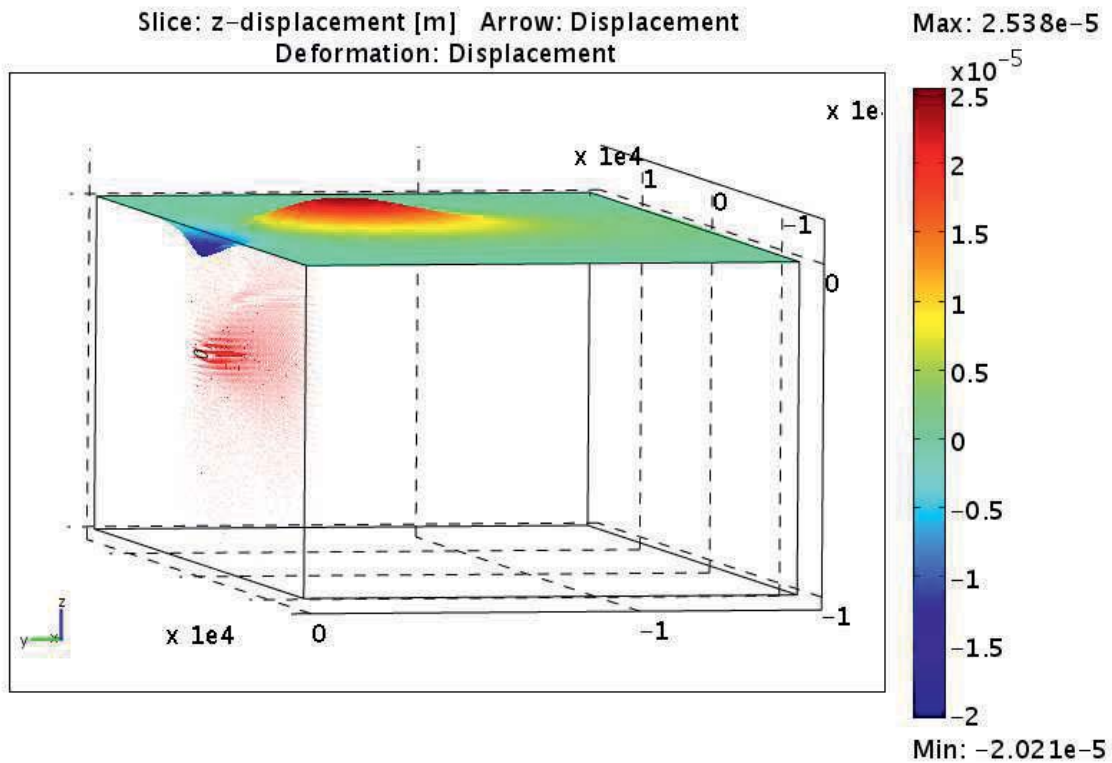 Slice: z-displacement [m] Arrow: Displacement
Deformation: Displacement
Max: 2.538e-5
x10⁻⁵
2.5
2
1.5
1
0.5
0
-0.5
-1
-1.5
-2
Min: -2.021e-5
x 1e
x 1e4
1
0
-1
0
-1
x 1e4
0
-1
z
y
x